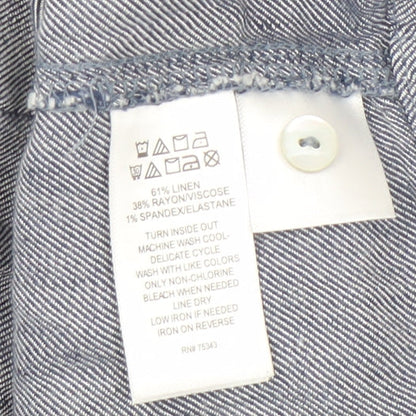 61% LINEN
38% RAYON/VISCOSE
1% SPANDEX/ELASTANE
TURN INSIDE OUT
MACHINE WASH COOL-
DELICATE CYCLE
WASH WITH LIKE COLORS
ONLY NON-CHLORINE
BLEACH WHEN NEEDED
LINE DRY
LOW IRON IF NEEDED
IRON ON REVERSE
RN# 75343